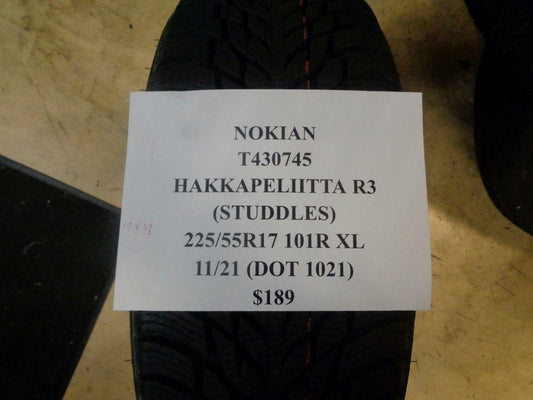 NOKIAN
T430745
HAKKAPELIITTA R3
(STUDDLES)
225/55R17 101R XL
11/21 (DOT 1021)
$189